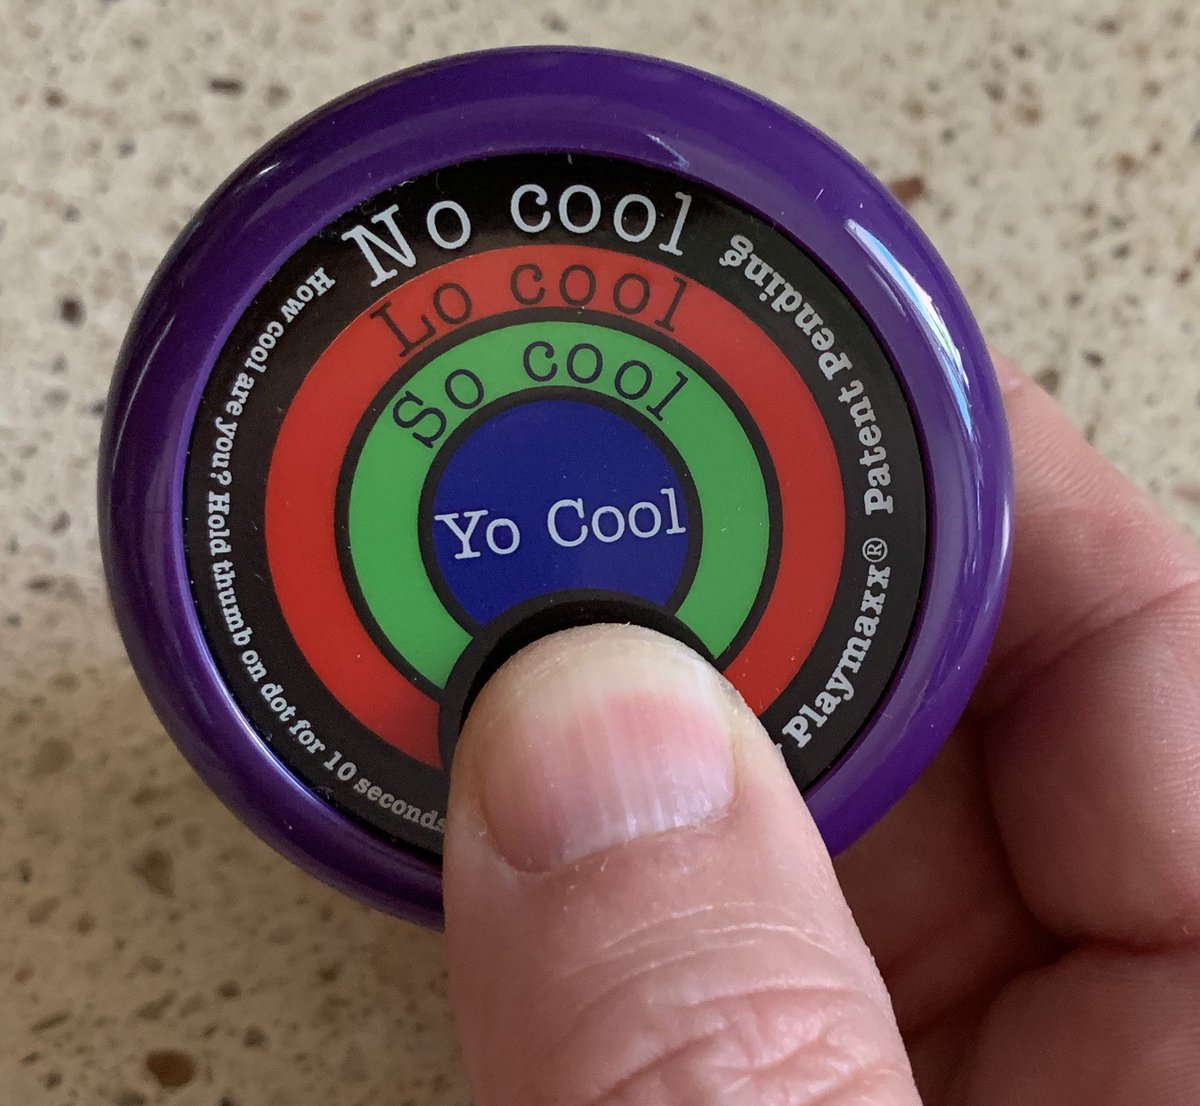 No cool
Lo cool
So cool
Yo Cool
How cool are you? Hold thumb on dot for 10 seconds
Playmaxx® Patent Pending